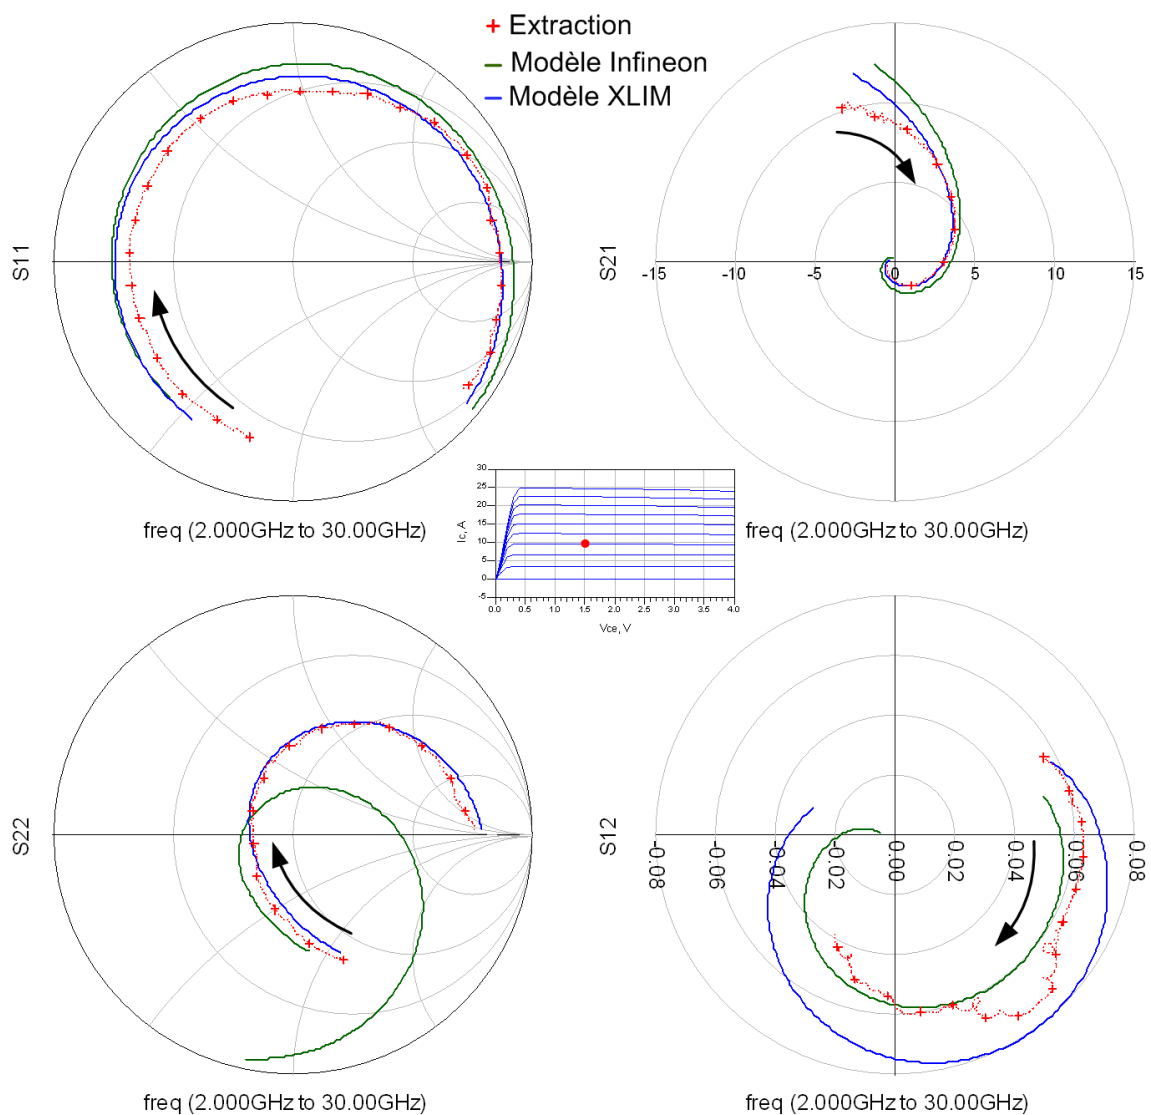 Extraction
Modèle Infineon
Modèle XLIM
S11
freq (2.000GHz to 30.00GHz)
S21
-15 -10 -5 0 5 10 15
freq (2.000GHz to 30.00GHz)
Ic, A
30
25
20
15
10
5
0
-5
0.0 0.5 1.0 1.5 2.0 2.5 3.0 3.5 4.0
Vce, V
S22
freq (2.000GHz to 30.00GHz)
S12
-0.08 -0.06 -0.04 -0.02 0.00 0.02 0.04 0.06 0.08
freq (2.000GHz to 30.00GHz)